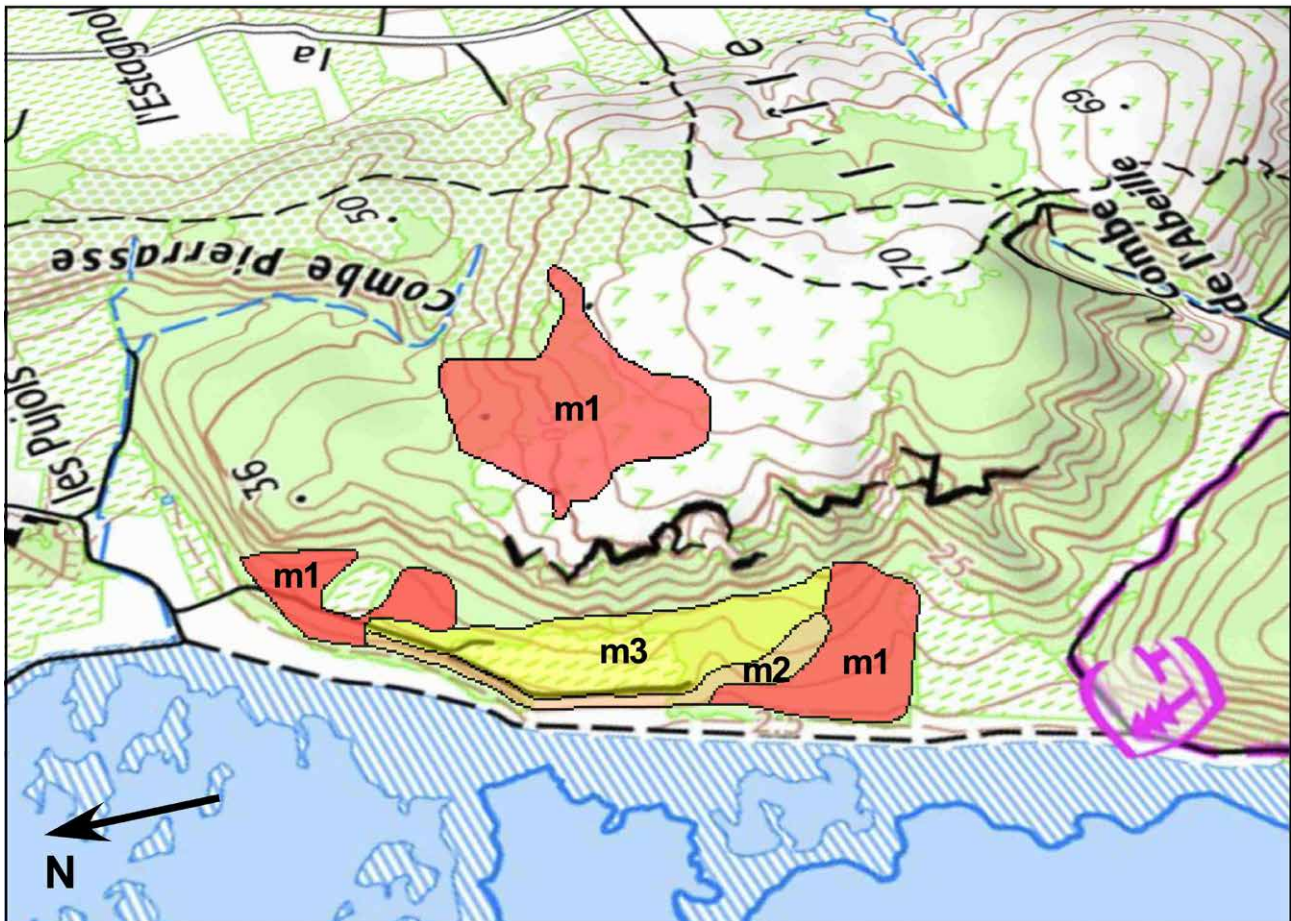 l'Estagnol
la
l'île
69
50
Combe
de l'Abeille
Combe pierrasse
70
m1
les Pujols
36
25
m1
m3
m2
m1
25
N